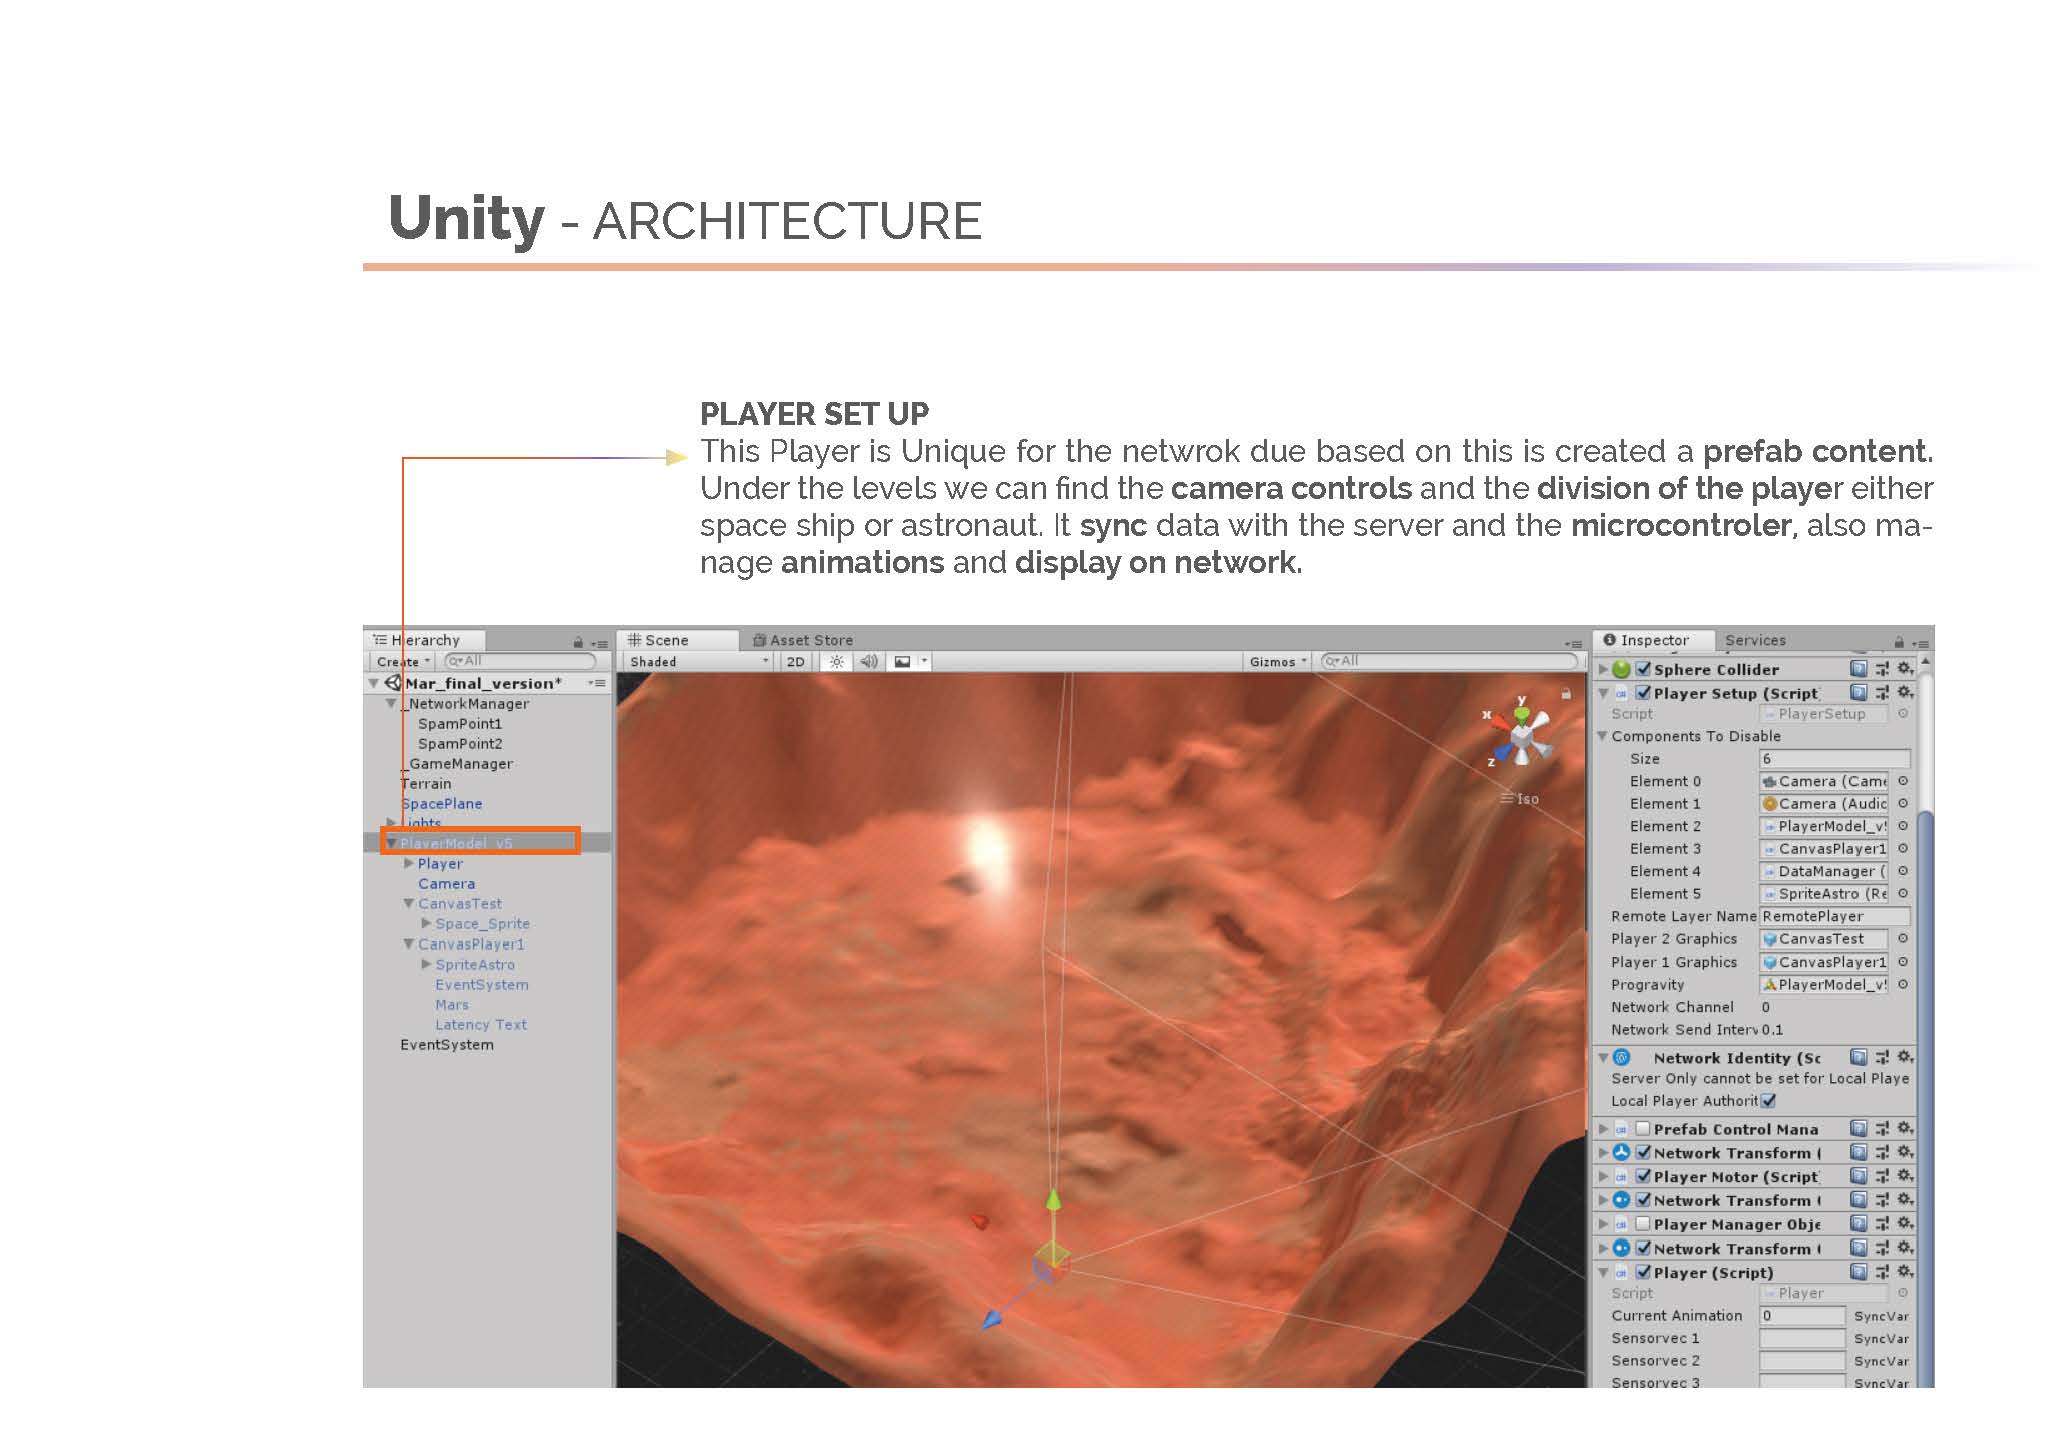 Unity - ARCHITECTURE
PLAYER SET UP
This Player is Unique for the netwrok due based on this is created a prefab content.
Under the levels we can find the camera controls and the division of the player either
space ship or astronaut. It sync data with the server and the microcontroler, also ma-
nage animations and display on network.
Hierarchy
Create
All
Mar_final_version*
_NetworkManager
SpamPoint1
SpamPoint2
_GameManager
Terrain
SpacePlane
Lights
PlayerModel_v5
Player
Camera
CanvasTest
Space_Sprite
CanvasPlayer1
SpriteAstro
EventSystem
Mars
Latency Text
EventSystem
Scene
Asset Store
Shaded
2D
Gizmos
All
y
x
z
Iso
Inspector
Services
Sphere Collider
Player Setup (Script
Script PlayerSetup
Components To Disable
Size 6
Element 0 Camera (Came
Element 1 Camera (Audic
Element 2 PlayerModel_v!
Element 3 CanvasPlayer1
Element 4 DataManager (
Element 5 SpriteAstro (Re
Remote Layer Name RemotePlayer
Player 2 Graphics CanvasTest
Player 1 Graphics CanvasPlayer1
Progravity PlayerModel_v!
Network Channel 0
Network Send Interv 0.1
Network Identity (Sc
Server Only cannot be set for Local Playe
Local Player Authorit
Prefab Control Mana
Network Transform (
Player Motor (Script
Network Transform (
Player Manager Obje
Network Transform (
Player (Script)
Script Player
Current Animation 0 SyncVar
Sensorvec 1 SyncVar
Sensorvec 2 SyncVar
Sensorvec 3 SyncVar